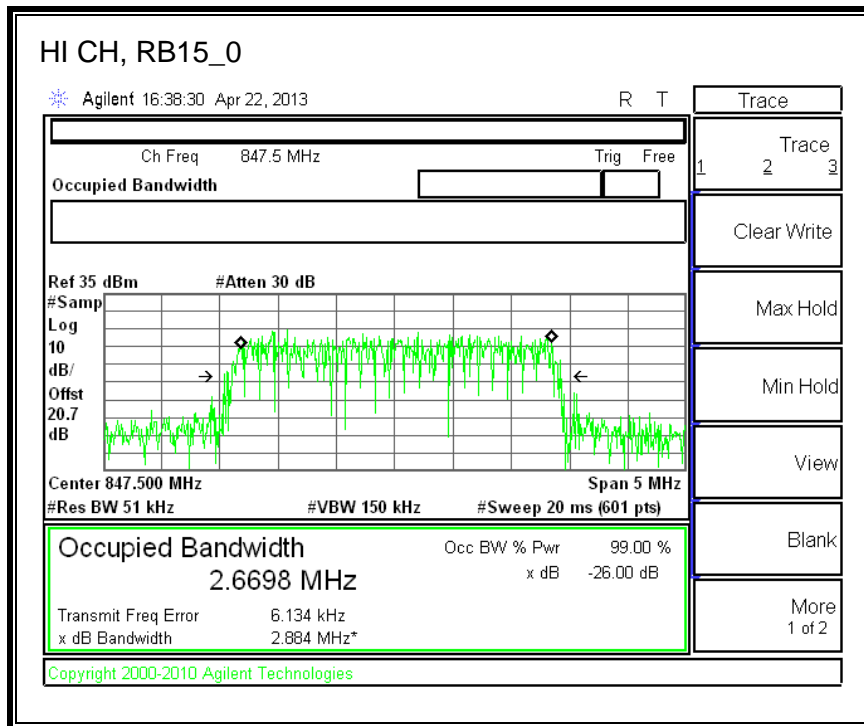 HI CH, RB15_0
Agilent 16:38:30 Apr 22, 2013 R T
Trace
Ch Freq 847.5 MHz Trig Free
Occupied Bandwidth
Trace
1 2 3
Clear Write
Max Hold
Min Hold
View
Blank
More
1 of 2
Ref 35 dBm #Atten 30 dB
#Samp
Log
10
dB/
Offst
20.7
dB
Center 847.500 MHz Span 5 MHz
#Res BW 51 kHz #VBW 150 kHz #Sweep 20 ms (601 pts)
Occupied Bandwidth Occ BW % Pwr 99.00 %
2.6698 MHz x dB -26.00 dB
Transmit Freq Error 6.134 kHz
x dB Bandwidth 2.884 MHz*
Copyright 2000-2010 Agilent Technologies